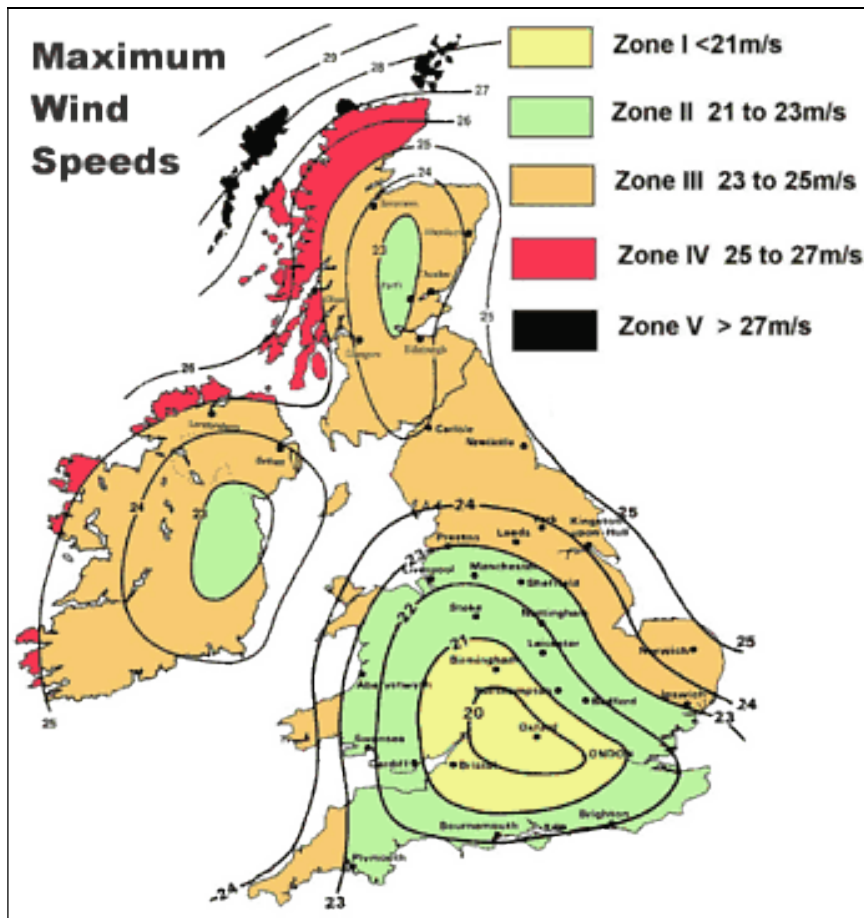 Maximum
Wind
Speeds
Zone I <21m/s
Zone II 21 to 23m/s
Zone III 23 to 25m/s
Zone IV 25 to 27m/s
Zone V > 27m/s
29
28
27
26
25
24
23
25
26
Edinburgh
Carlisle
Newcastle
Belfast
24
23
25
24
25
York
Leeds
Kingston
upon-Hull
Preston
23
Liverpool
Manchester
Sheffield
22
Stoke
Nottingham
21
Leicester
Birmingham
Norwich
25
Aberystwyth
Northampton
Bedford
Ipswich
24
23
20
Oxford
Swansea
Cardiff
Bristol
LONDON
Bournemouth
Brighton
Plymouth
-24
23
25